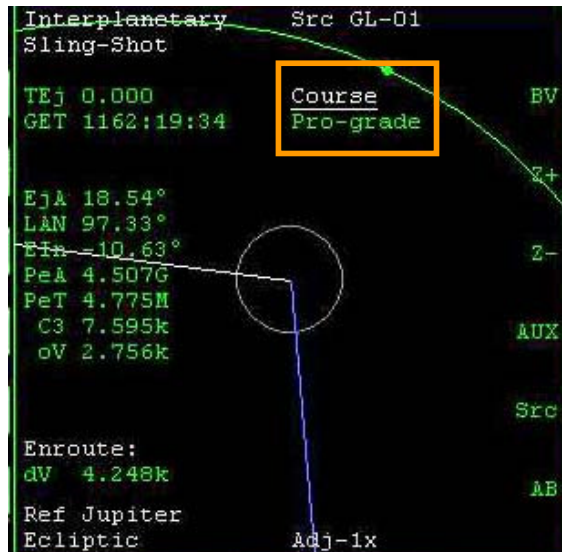 Interplanetary Src GL-01
Sling-Shot
TEj 0.000 Course BV
GET 1162:19:34 Pro-grade
Z+
EjA 18.54°
LAN 97.33°
EIn -10.63° Z-
PeA 4.507G
PeT 4.775M
C3 7.595k AUX
oV 2.756k
Src
Enroute:
dV 4.248k AB
Ref Jupiter
Ecliptic Adj-1x